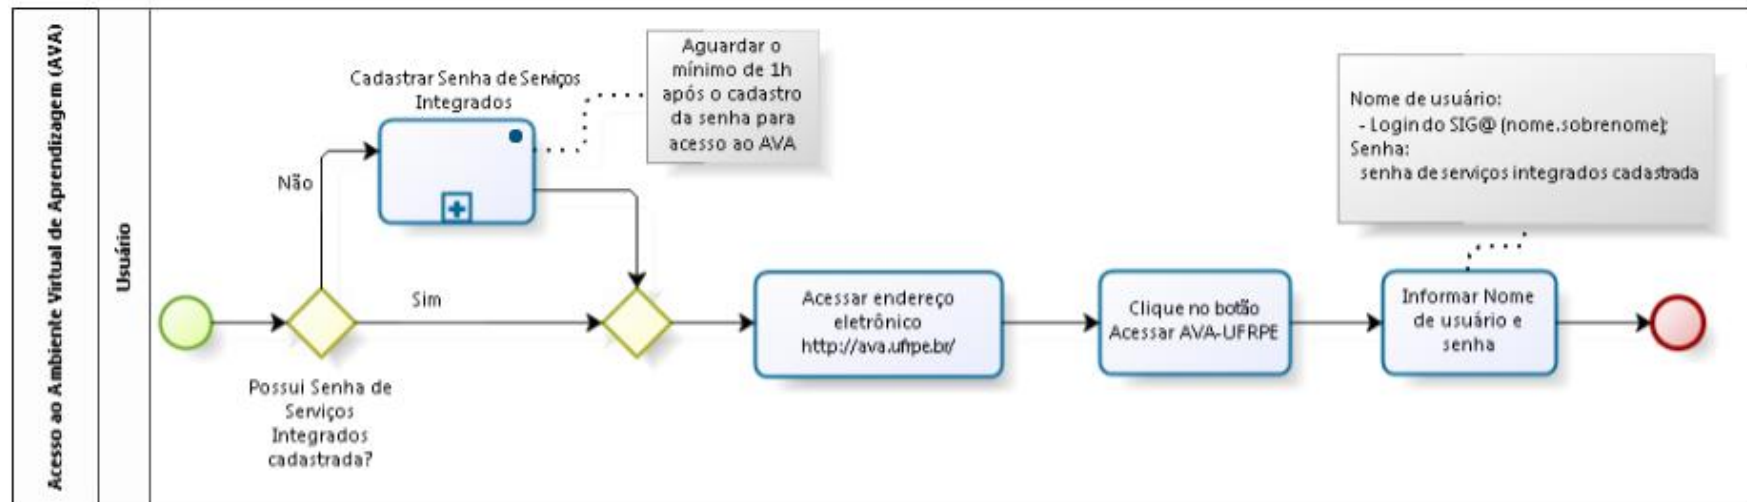 Acesso ao Ambiente Virtual de Aprendizagem (AVA)
Usuário
Possui Senha de
Serviços
Integrados
cadastrada?
Não
Sim
Cadastrar Senha de Serviços
Integrados
Aguardar o
mínimo de 1h
após o cadastro
da senha para
acesso ao AVA
Acessar endereço
eletrônico
http://ava.ufrpe.br/
Clique no botão
Acessar AVA-UFRPE
Informar Nome
de usuário e
senha
Nome de usuário:
- Login do SIG@ (nome.sobrenome);
Senha:
senha de serviços integrados cadastrada